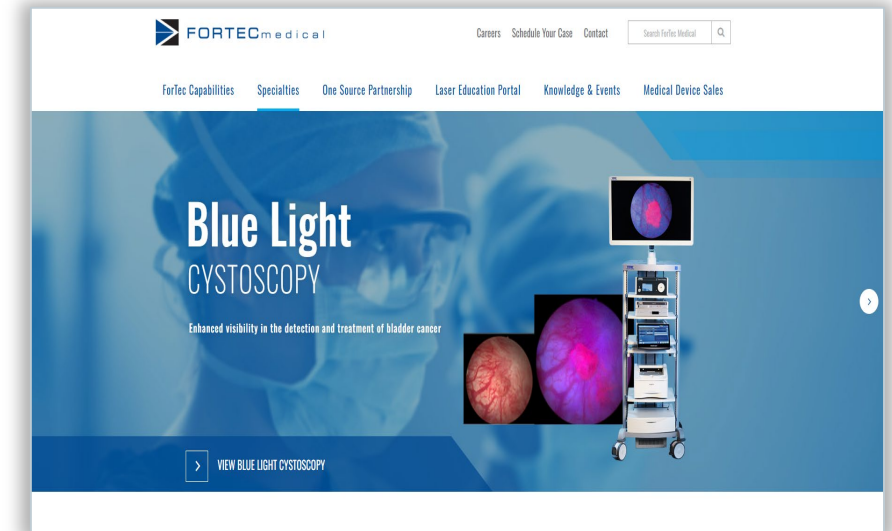 FORTECmedical
Careers Schedule Your Case Contact Search ForTec Medical
ForTec Capabilities Specialties One Source Partnership Laser Education Portal Knowledge & Events Medical Device Sales
Blue Light
CYSTOSCOPY
Enhanced visibility in the detection and treatment of bladder cancer
VIEW BLUE LIGHT CYSTOSCOPY